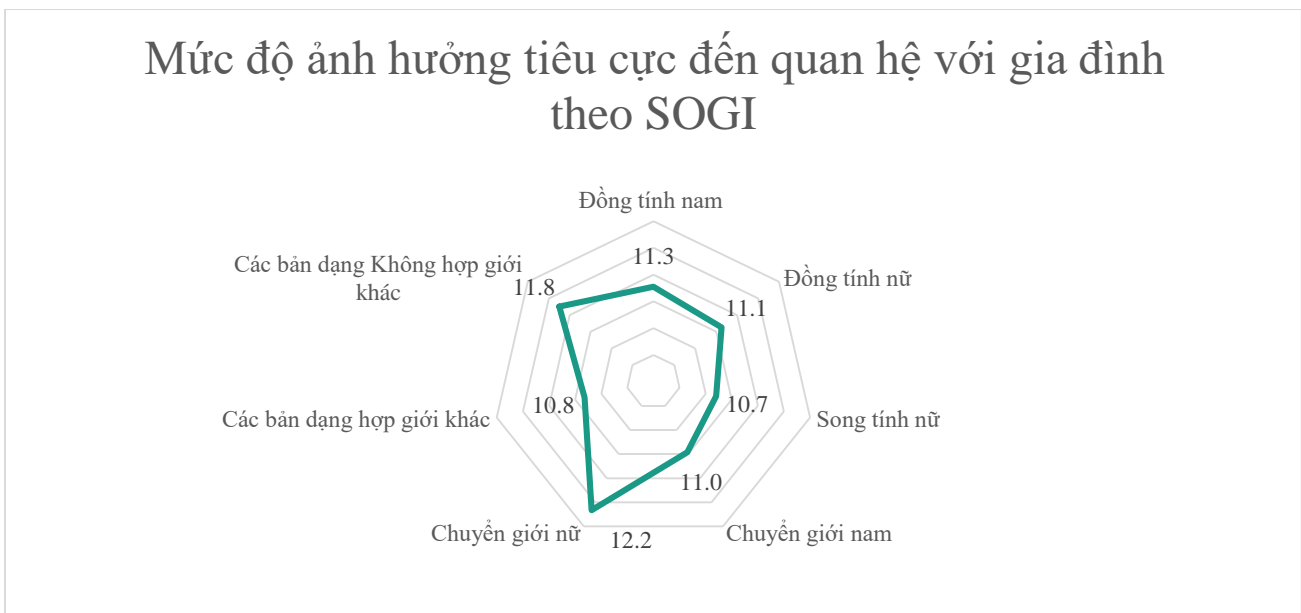 Mức độ ảnh hưởng tiêu cực đến quan hệ với gia đình
theo SOGI
Đồng tính nam
11.3
Các bản dạng Không hợp giới
khác
11.8
Đồng tính nữ
11.1
Các bản dạng hợp giới khác
10.8
10.7
Song tính nữ
11.0
Chuyển giới nữ
12.2
Chuyển giới nam